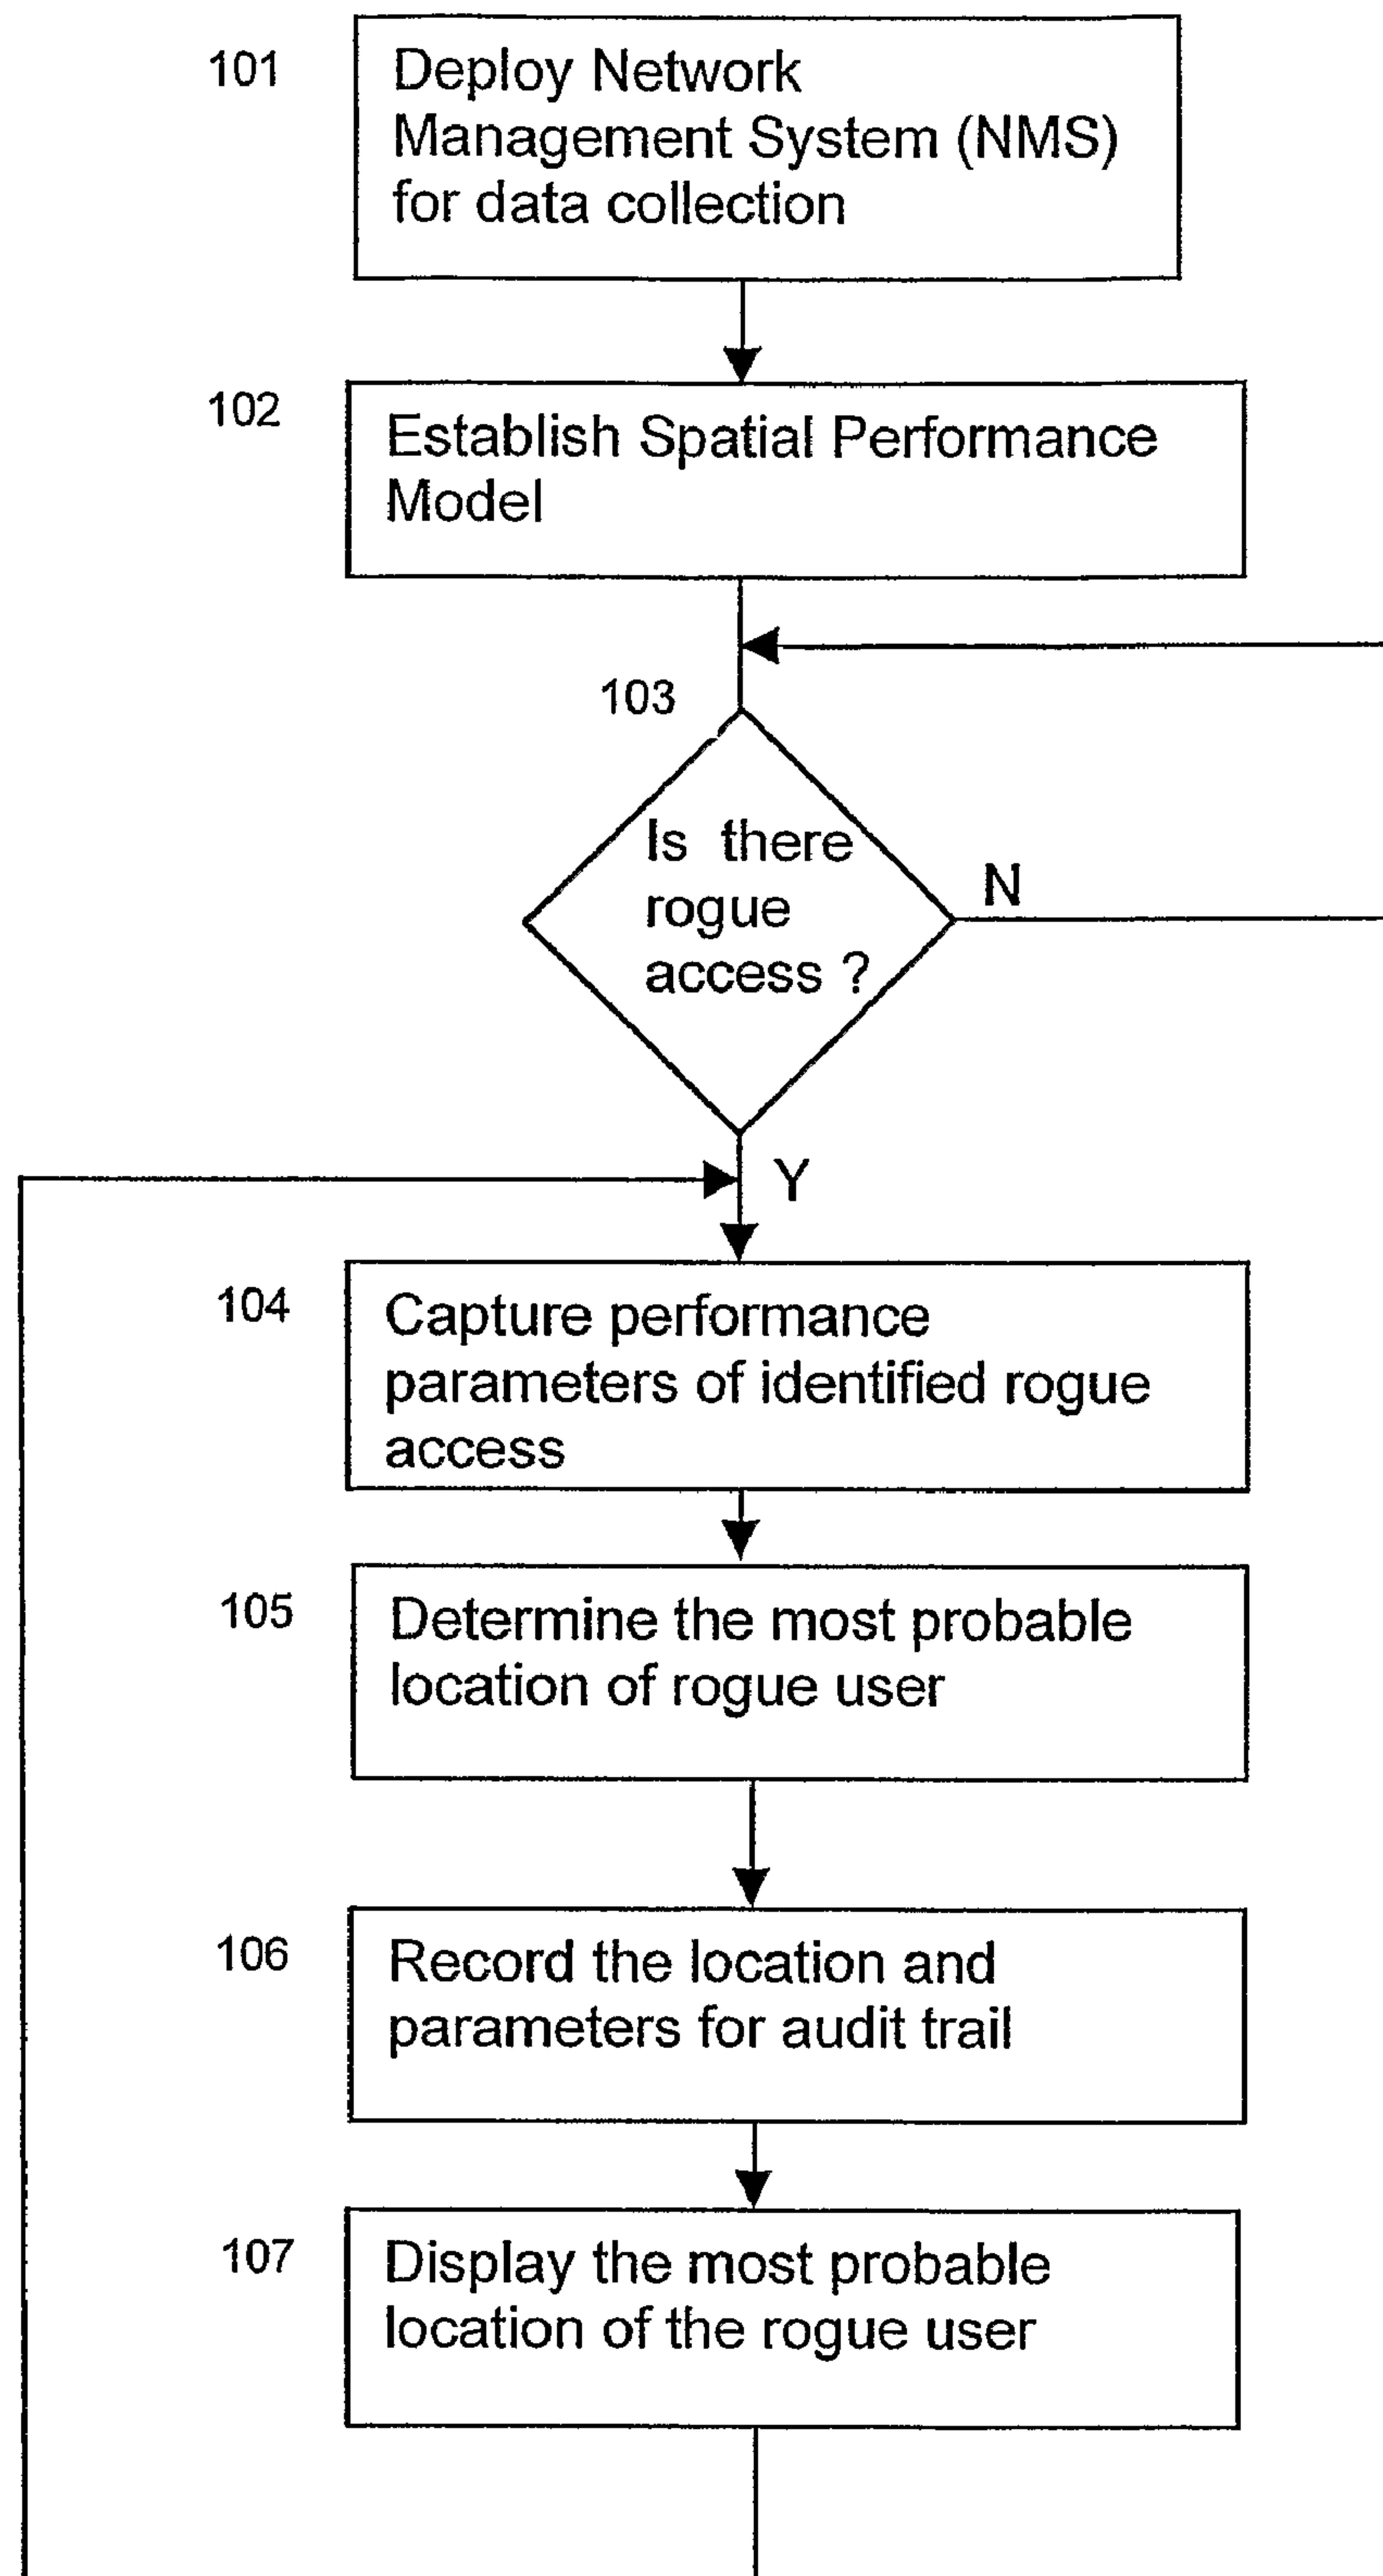 101
Deploy Network
Management System (NMS)
for data collection
102
Establish Spatial Performance
Model
103
Is there
rogue
access ?
N
Y
104
Capture performance
parameters of identified rogue
access
105
Determine the most probable
location of rogue user
106
Record the location and
parameters for audit trail
107
Display the most probable
location of the rogue user